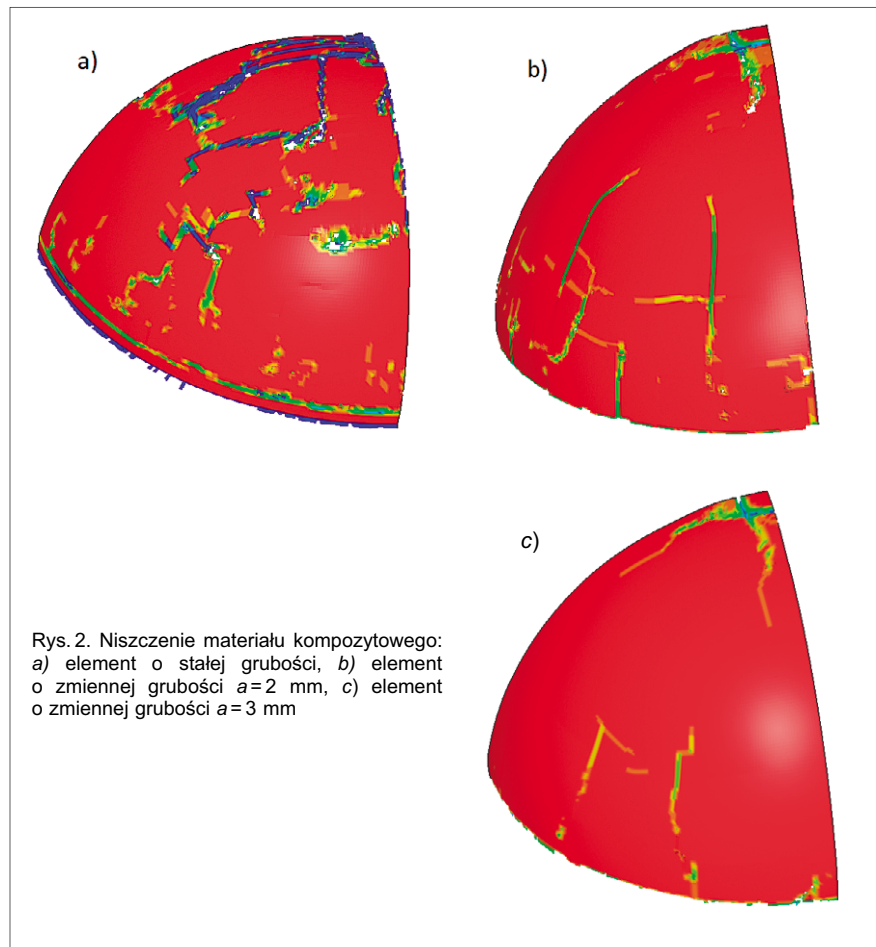 a)
b)
c)
Rys. 2. Niszczenie materiału kompozytowego:
a) element o stałej grubości, b) element
o zmiennej grubości a = 2 mm, c) element
o zmiennej grubości a = 3 mm